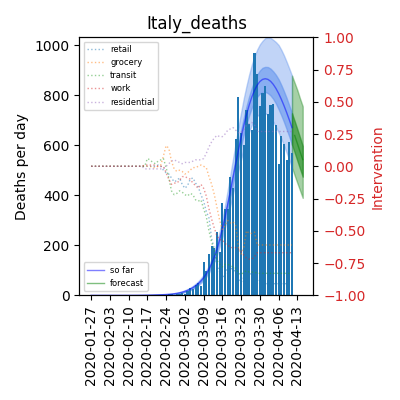 Italy_deaths
Deaths per day
1000
800
600
400
200
0
retail
grocery
transit
work
residential
so far
forecast
1.00
0.75
0.50
0.25
0.00
−0.25
−0.50
−0.75
−1.00
Intervention
2020-01-27
2020-02-03
2020-02-10
2020-02-17
2020-02-24
2020-03-02
2020-03-09
2020-03-16
2020-03-23
2020-03-30
2020-04-06
2020-04-13